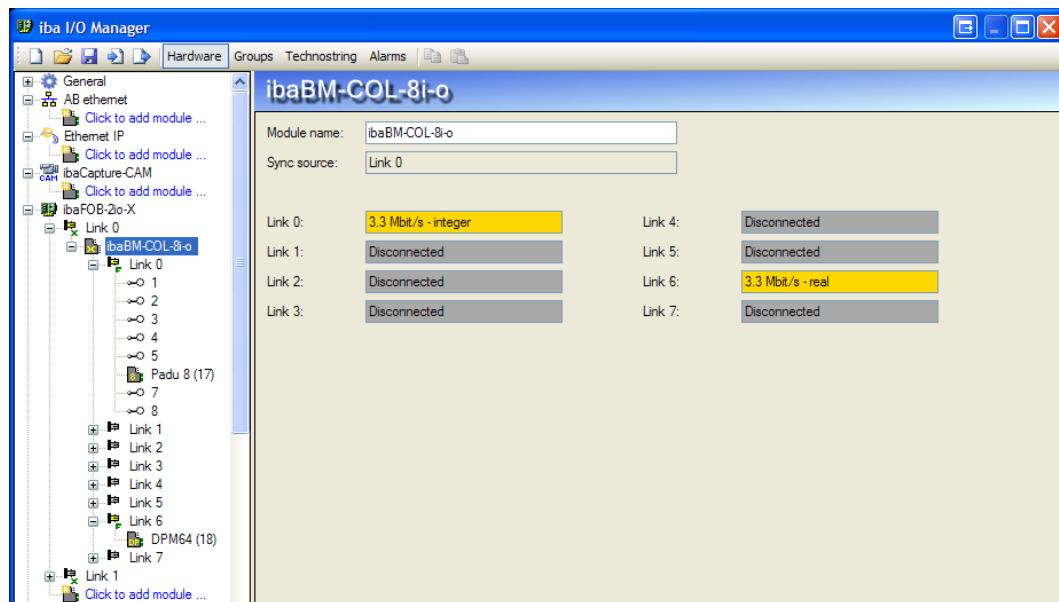 iba I/O Manager
Hardware Groups Technostring Alarms
General
AB ethernet
Click to add module ...
Ethernet IP
Click to add module ...
CAM ibaCapture-CAM
Click to add module ...
ibaFOB-2io-X
Link 0
ibaBM-COL-8i-o
Link 0
1
2
3
4
5
Padu 8 (17)
7
8
Link 1
Link 2
Link 3
Link 4
Link 5
Link 6
DPM64 (18)
Link 7
Link 1
Click to add module ...
ibaBM-COL-8i-o
Module name: ibaBM-COL-8i-o
Sync source: Link 0
Link 0: 3.3 Mbit/s - integer Link 4: Disconnected
Link 1: Disconnected Link 5: Disconnected
Link 2: Disconnected Link 6: 3.3 Mbit/s - real
Link 3: Disconnected Link 7: Disconnected